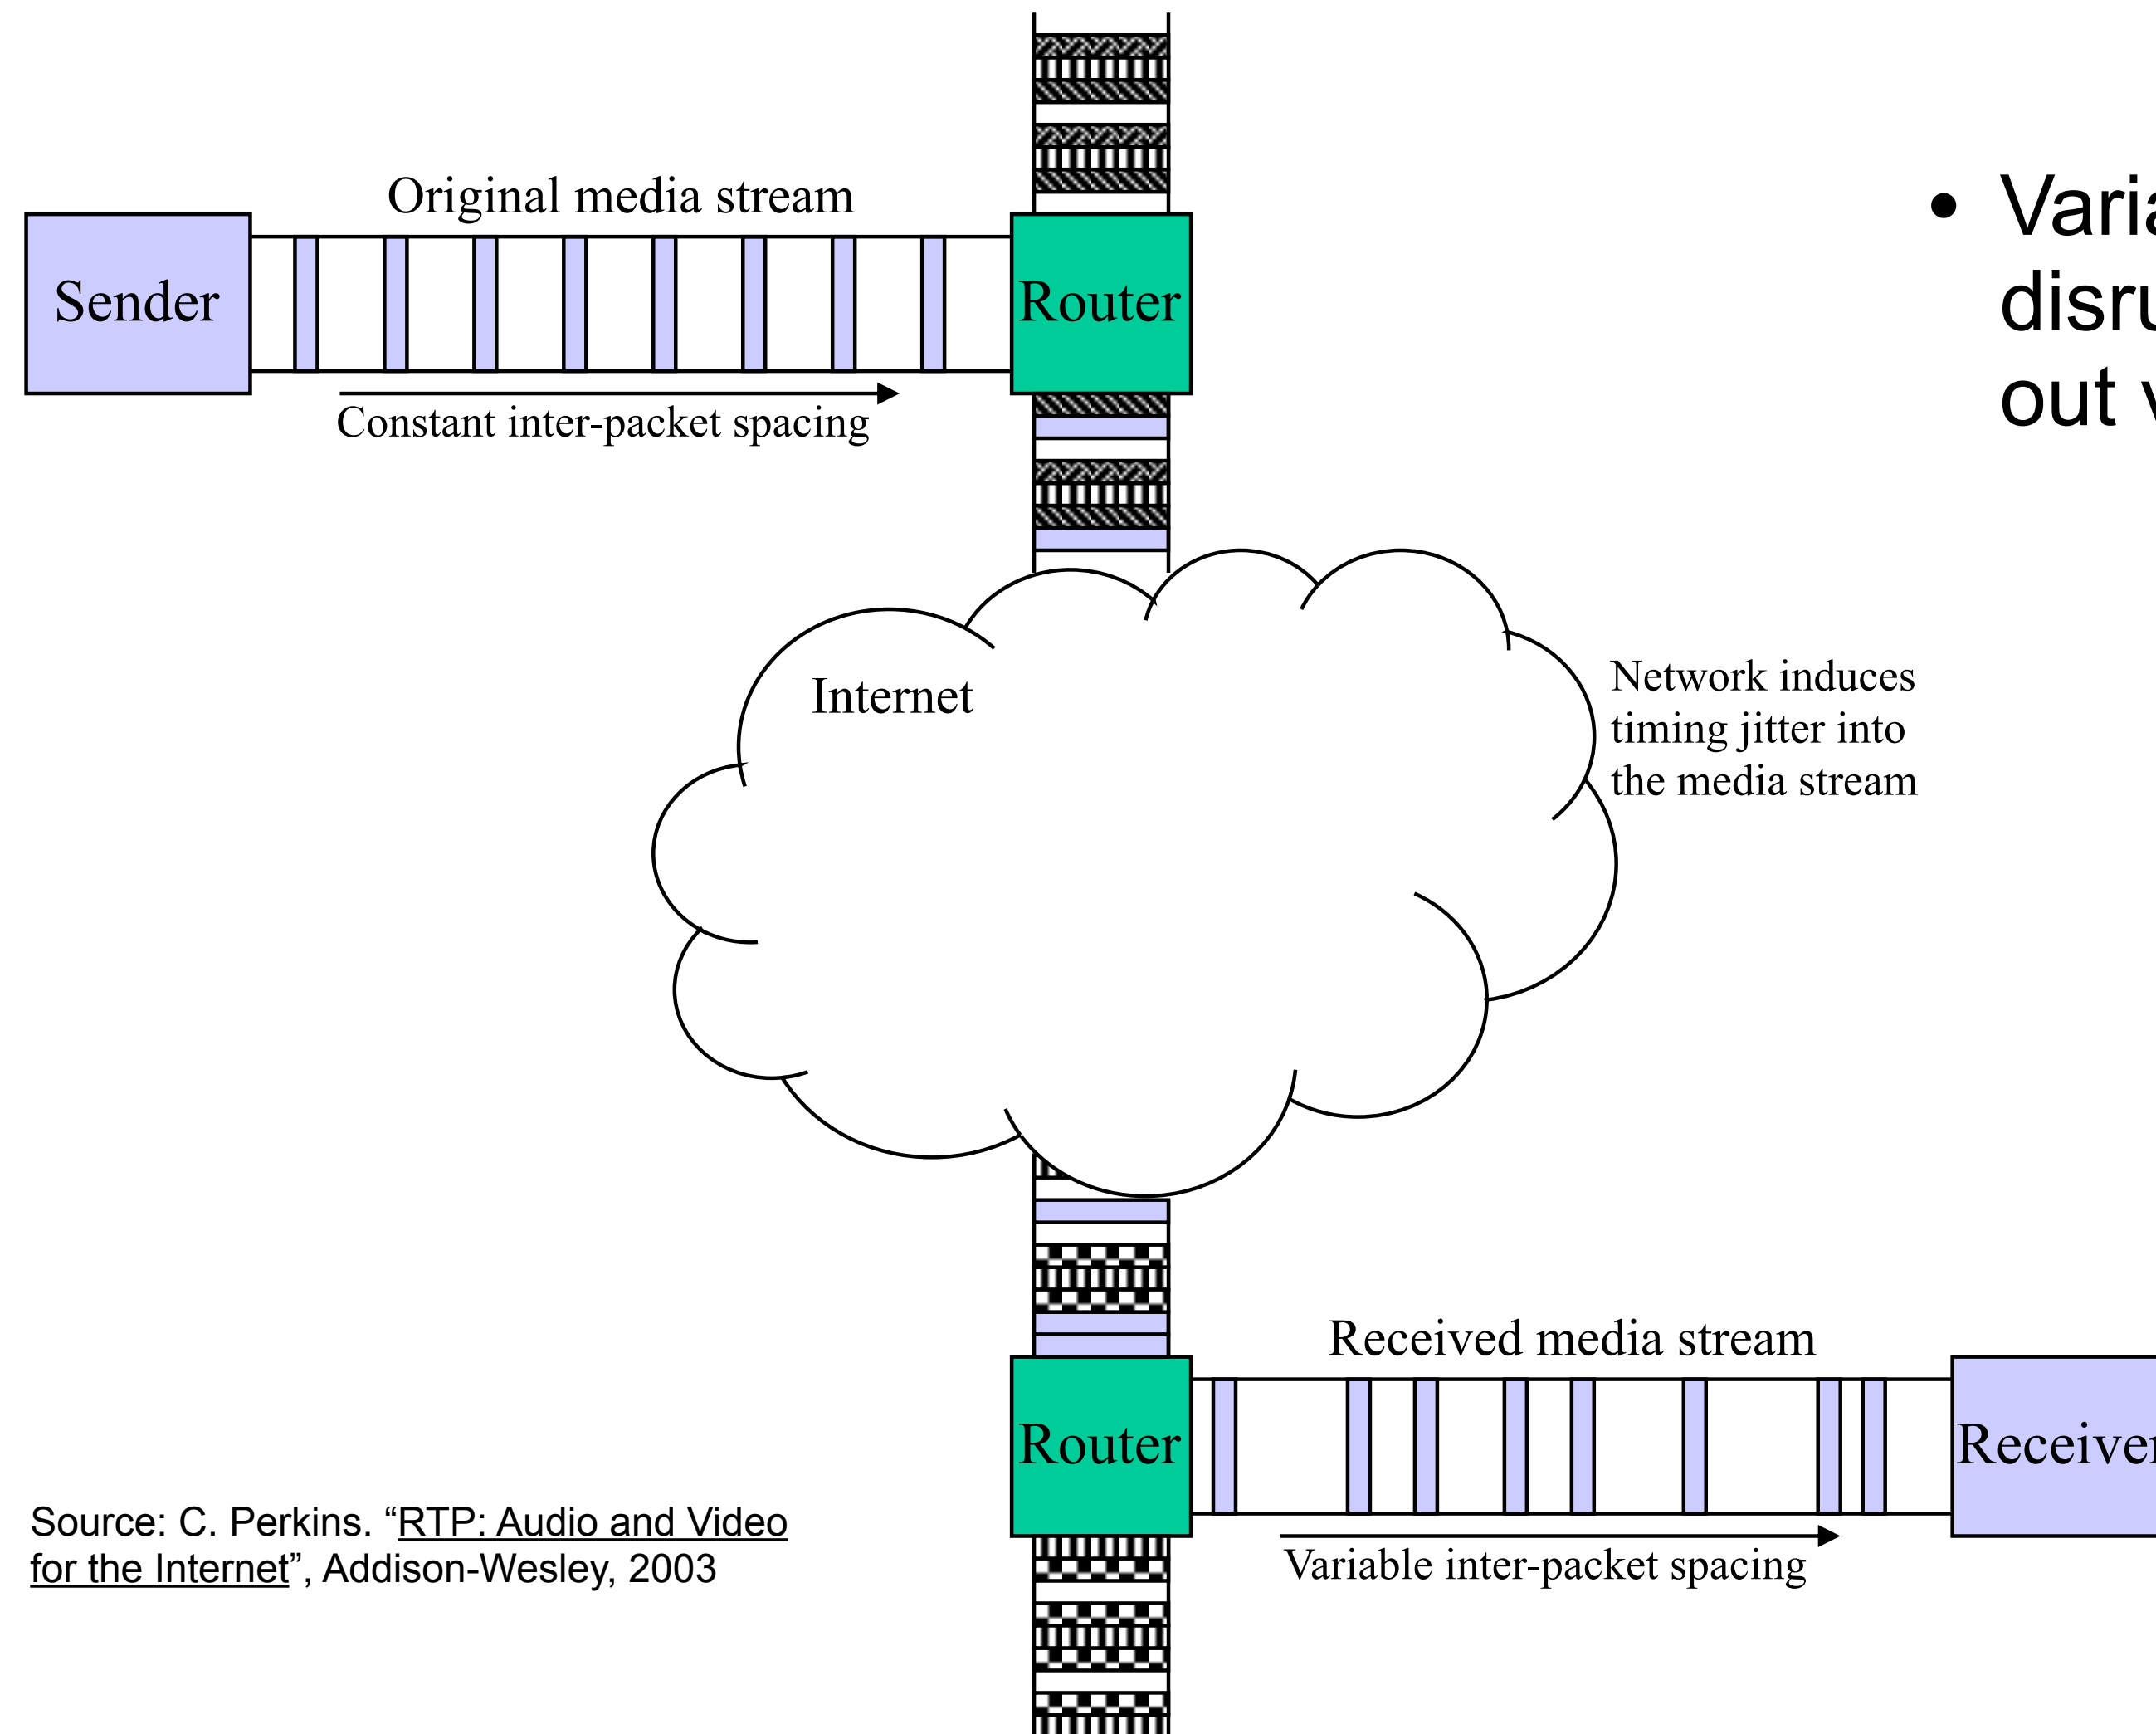 Original media stream
Sender
Router
Constant inter-packet spacing
•
out
Internet
Network induces
timing jitter into
the media stream
Received media stream
Router
Variable inter-packet spacing
Source: C. Perkins. “RTP: Audio and Video
for the Internet”, Addison-Wesley, 2003